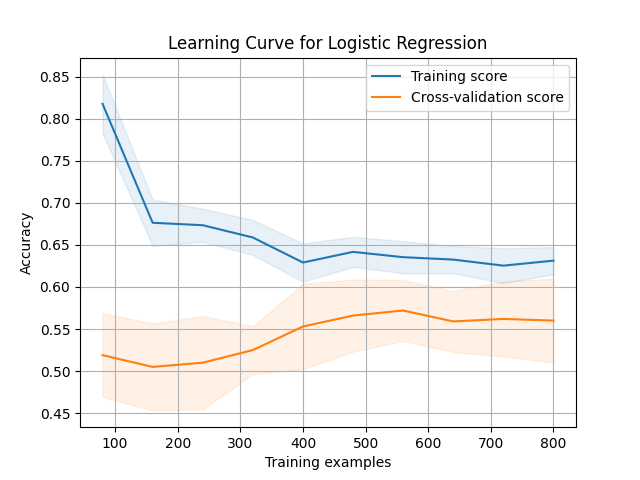 Learning Curve for Logistic Regression
Training score
Cross-validation score
Accuracy
0.85
0.80
0.75
0.70
0.65
0.60
0.55
0.50
0.45
100 200 300 400 500 600 700 800
Training examples